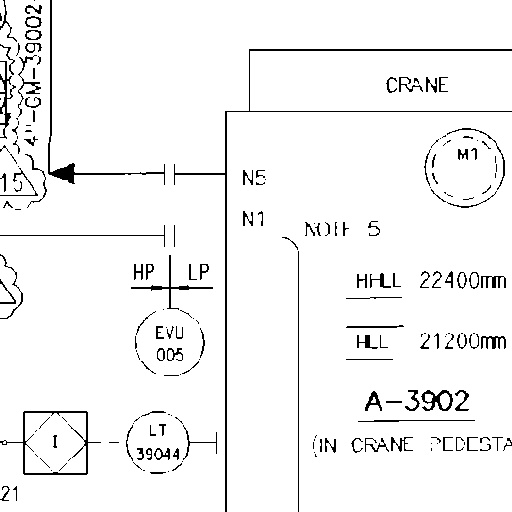 4"-GM-39002-
CRANE
M1
15
N5
N1
NOTE 5
HP
LP
HHLL 22400mm
EVU
005
HLL 21200mm
A-3902
(IN CRANE PEDESTA
I
LT
39044
21